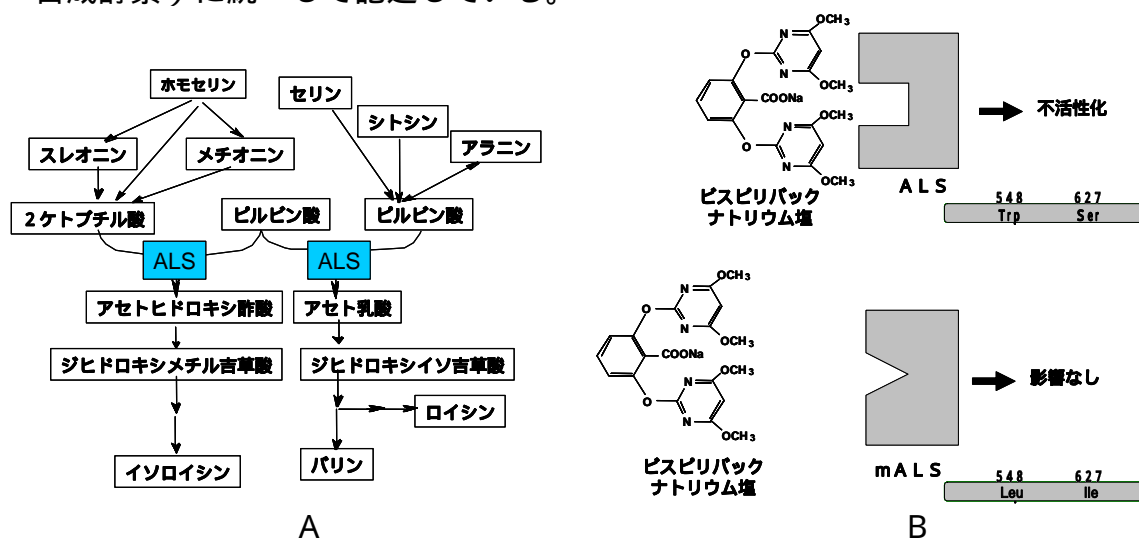 ホモセリン
セリン
シトシン
アラニン
スレオニン
メチオニン
2ケトブチル酸
ピルビン酸
ピルビン酸
ALS
ALS
アセトヒドロキシ酢酸
アセト乳酸
ジヒドロキシメチル吉草酸
ジヒドロキシイソ吉草酸
ロイシン
イソロイシン
バリン
A
OCH3
N
O
N
OCH3
COONa
OCH3
N
O
N
OCH3
ビスピリバック
ナトリウム塩
ALS
不活性化
548 627
Trp Ser
OCH3
N
O
N
OCH3
COONa
OCH3
N
O
N
OCH3
ビスピリバック
ナトリウム塩
mALS
影響なし
548 627
Leu Ile
B